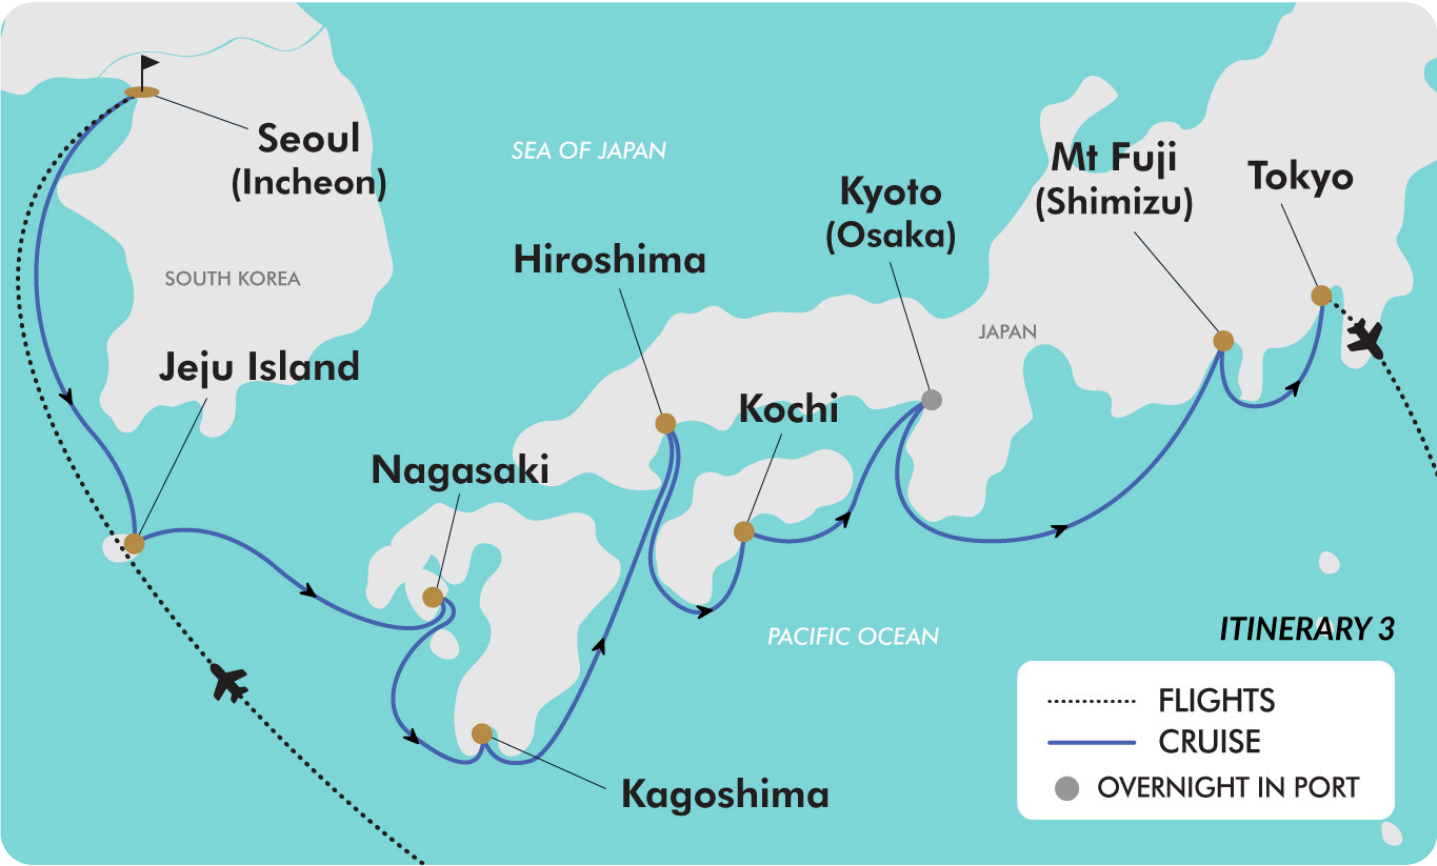 Seoul
(Incheon)
SEA OF JAPAN
Mt Fuji
(Shimizu)
Tokyo
Kyoto
(Osaka)
Hiroshima
SOUTH KOREA
JAPAN
Jeju Island
Kochi
Nagasaki
PACIFIC OCEAN
Kagoshima
ITINERARY 3
FLIGHTS
CRUISE
OVERNIGHT IN PORT